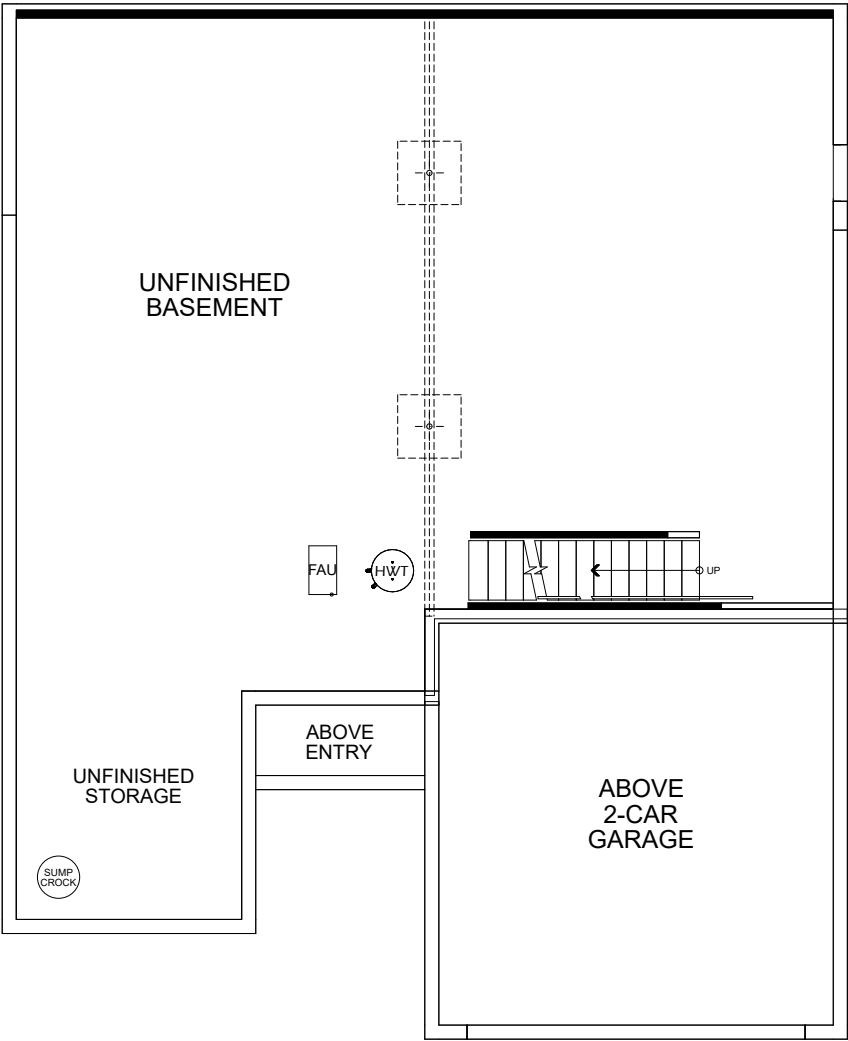 UNFINISHED
BASEMENT
FAU
HWT
UP
ABOVE
ENTRY
UNFINISHED
STORAGE
ABOVE
2-CAR
GARAGE
SUMP
CROCK